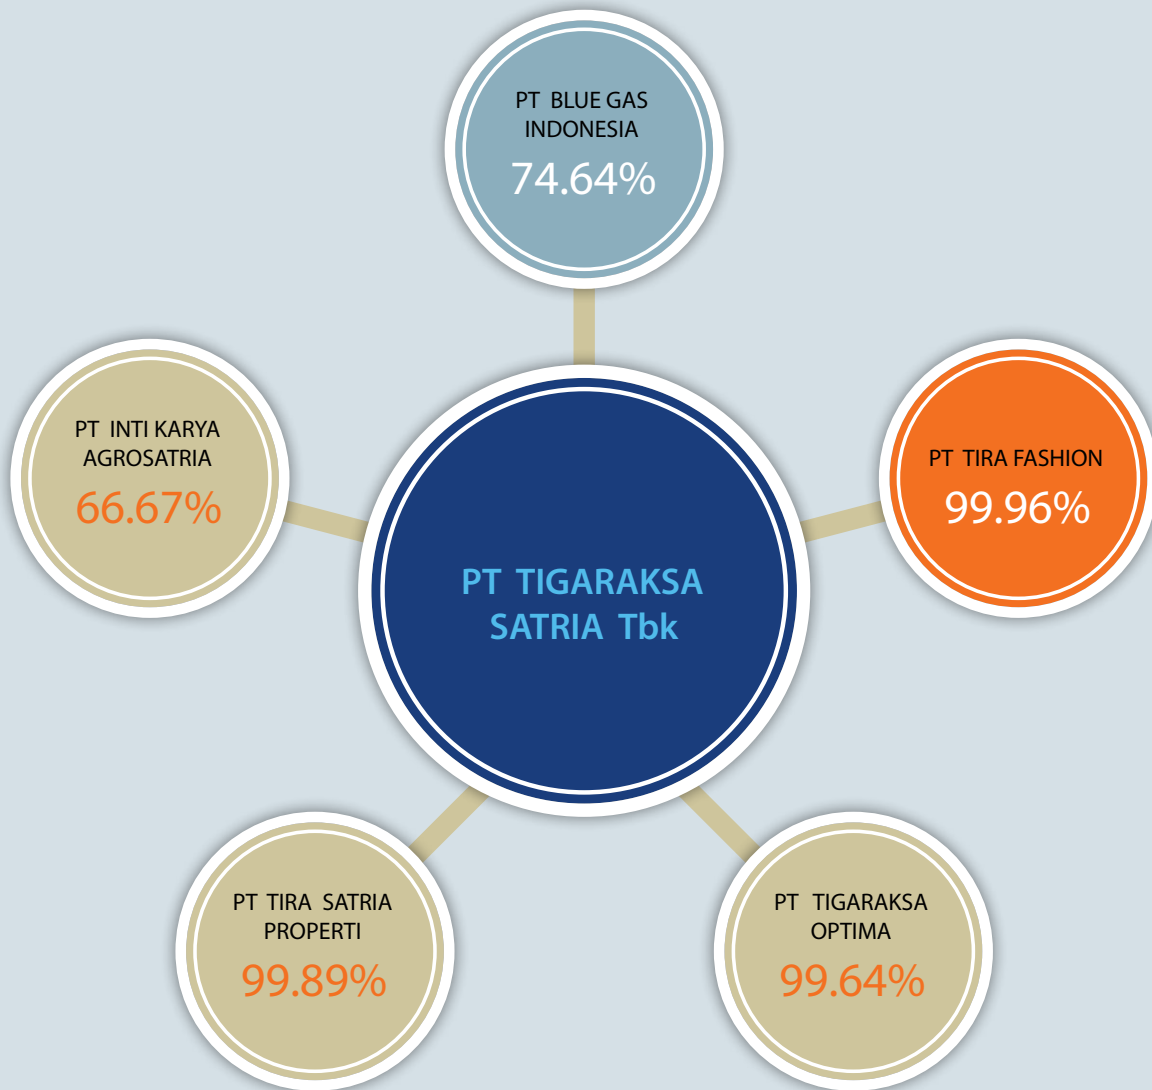 PT BLUE GAS
INDONESIA
74.64%
PT INTI KARYA
AGROSATRIA
66.67%
PT TIRA FASHION
99.96%
PT TIGARAKSA
SATRIA Tbk
PT TIRA SATRIA
PROPERTI
99.89%
PT TIGARAKSA
OPTIMA
99.64%